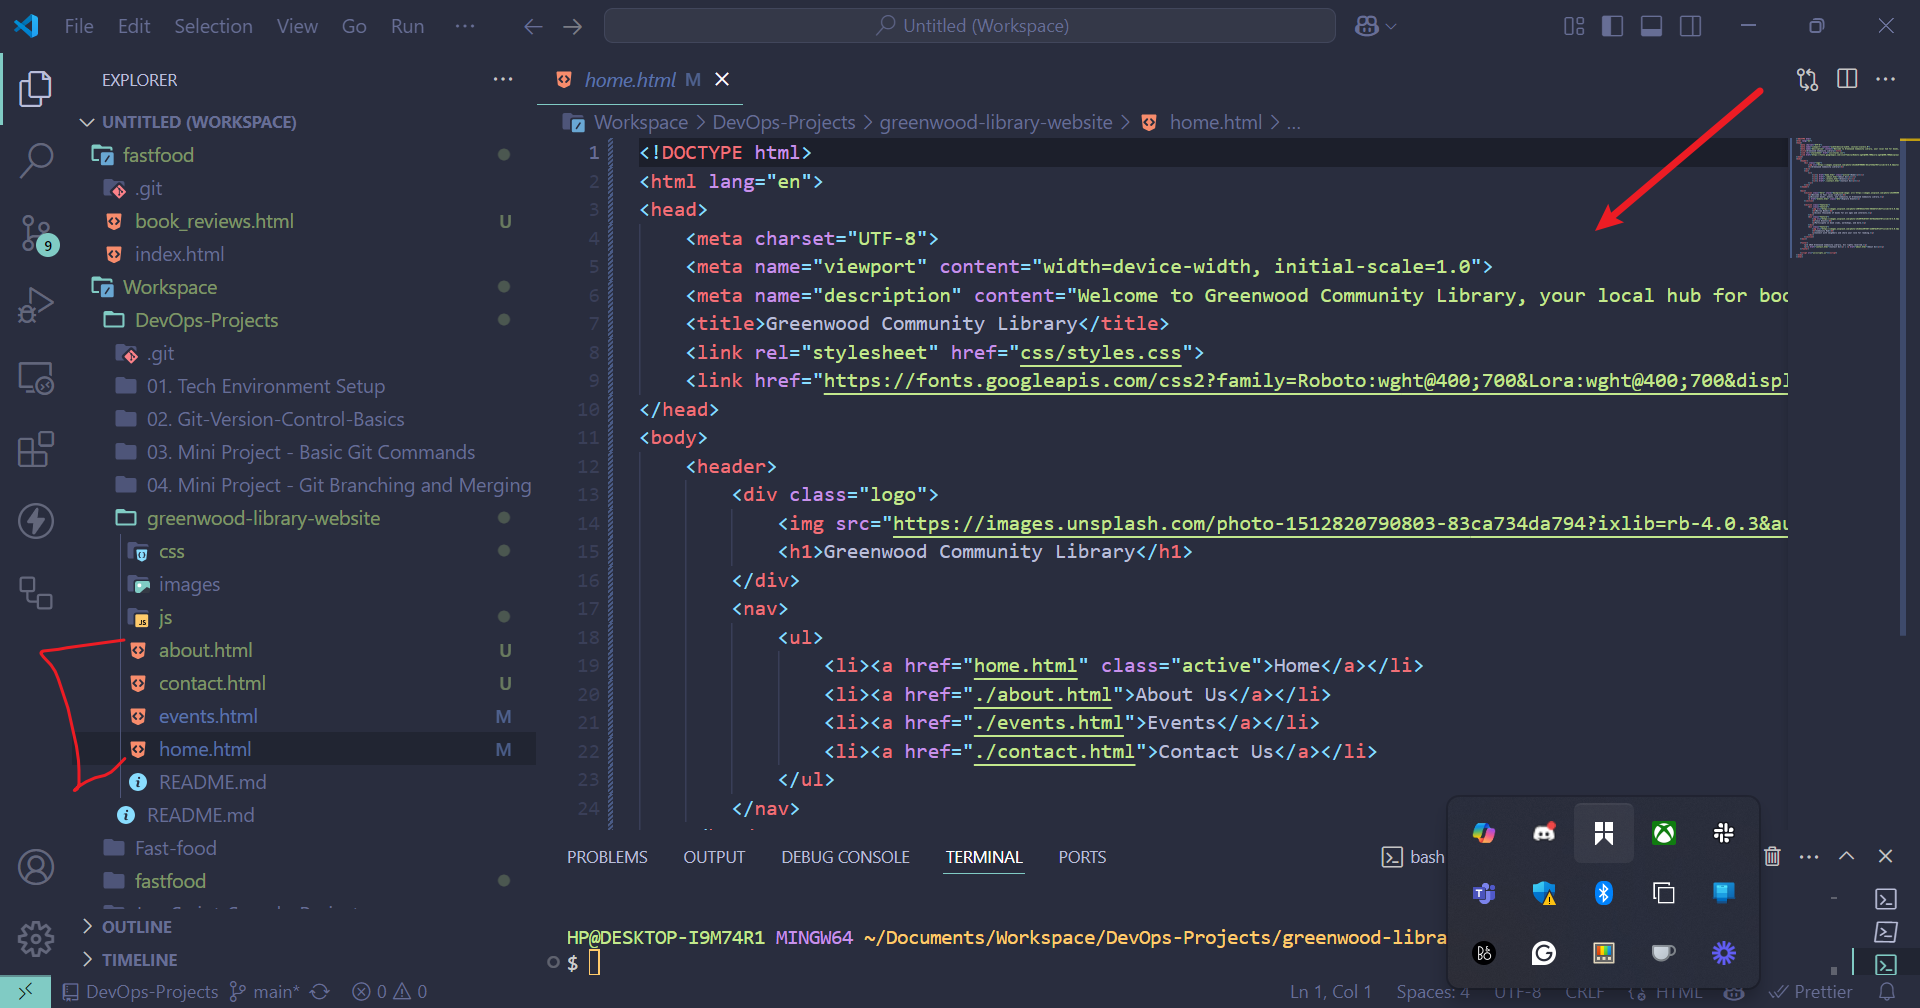 File Edit Selection View Go Run ···
Untitled (Workspace)
EXPLORER
UNTITLED (WORKSPACE)
fastfood
.git
book_reviews.html U
index.html
Workspace
DevOps-Projects
.git
01. Tech Environment Setup
02. Git-Version-Control-Basics
03. Mini Project - Basic Git Commands
04. Mini Project - Git Branching and Merging
greenwood-library-website
css
images
js
about.html U
contact.html U
events.html M
home.html M
README.md
README.md
Fast-food
fastfood
OUTLINE
TIMELINE
9
home.html M
Workspace > DevOps-Projects > greenwood-library-website > home.html > ...
1 <!DOCTYPE html>
2 <html lang="en">
3 <head>
4 <meta charset="UTF-8">
5 <meta name="viewport" content="width=device-width, initial-scale=1.0">
6 <meta name="description" content="Welcome to Greenwood Community Library, your local hub for boo
7 <title>Greenwood Community Library</title>
8 <link rel="stylesheet" href="css/styles.css">
9 <link href="https://fonts.googleapis.com/css2?family=Roboto:wght@400;700&Lora:wght@400;700&displ
10 </head>
11 <body>
12 <header>
13 <div class="logo">
14 <img src="https://images.unsplash.com/photo-1512820790803-83ca734da794?ixlib=rb-4.0.3&au
15 <h1>Greenwood Community Library</h1>
16 </div>
17 <nav>
18 <ul>
19 <li><a href="home.html" class="active">Home</a></li>
20 <li><a href="./about.html">About Us</a></li>
21 <li><a href="./events.html">Events</a></li>
22 <li><a href="./contact.html">Contact Us</a></li>
23 </ul>
24 </nav>
PROBLEMS OUTPUT DEBUG CONSOLE TERMINAL PORTS
bash
HP@DESKTOP-I9M74R1 MINGW64 ~/Documents/Workspace/DevOps-Projects/greenwood-libra
$
DevOps-Projects main* 0 0
Ln 1, Col 1 Spaces: 4 UTF-8 CRLF HTML Prettier